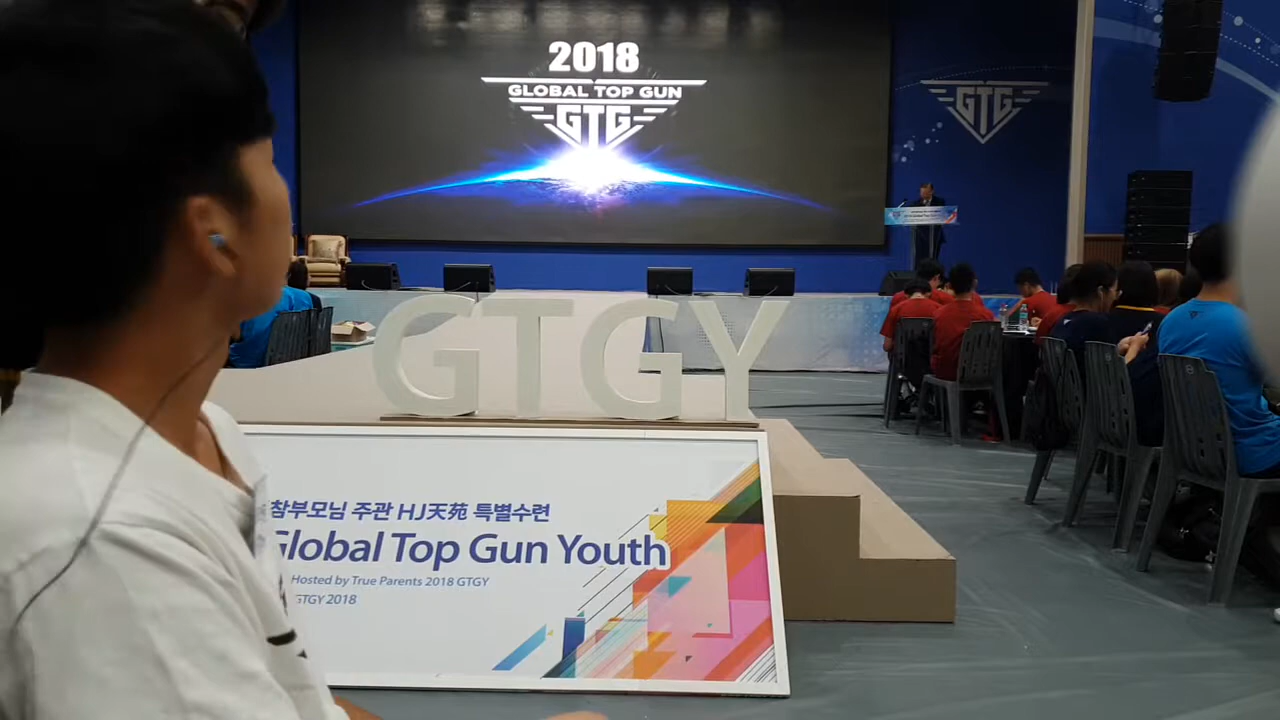 2018
GLOBAL TOP GUN
GTG
GTG
GTGY
참부모님 주관 HJ天苑 특별수련
Global Top Gun Youth
Hosted by True Parents 2018 GTGY
GTGY 2018